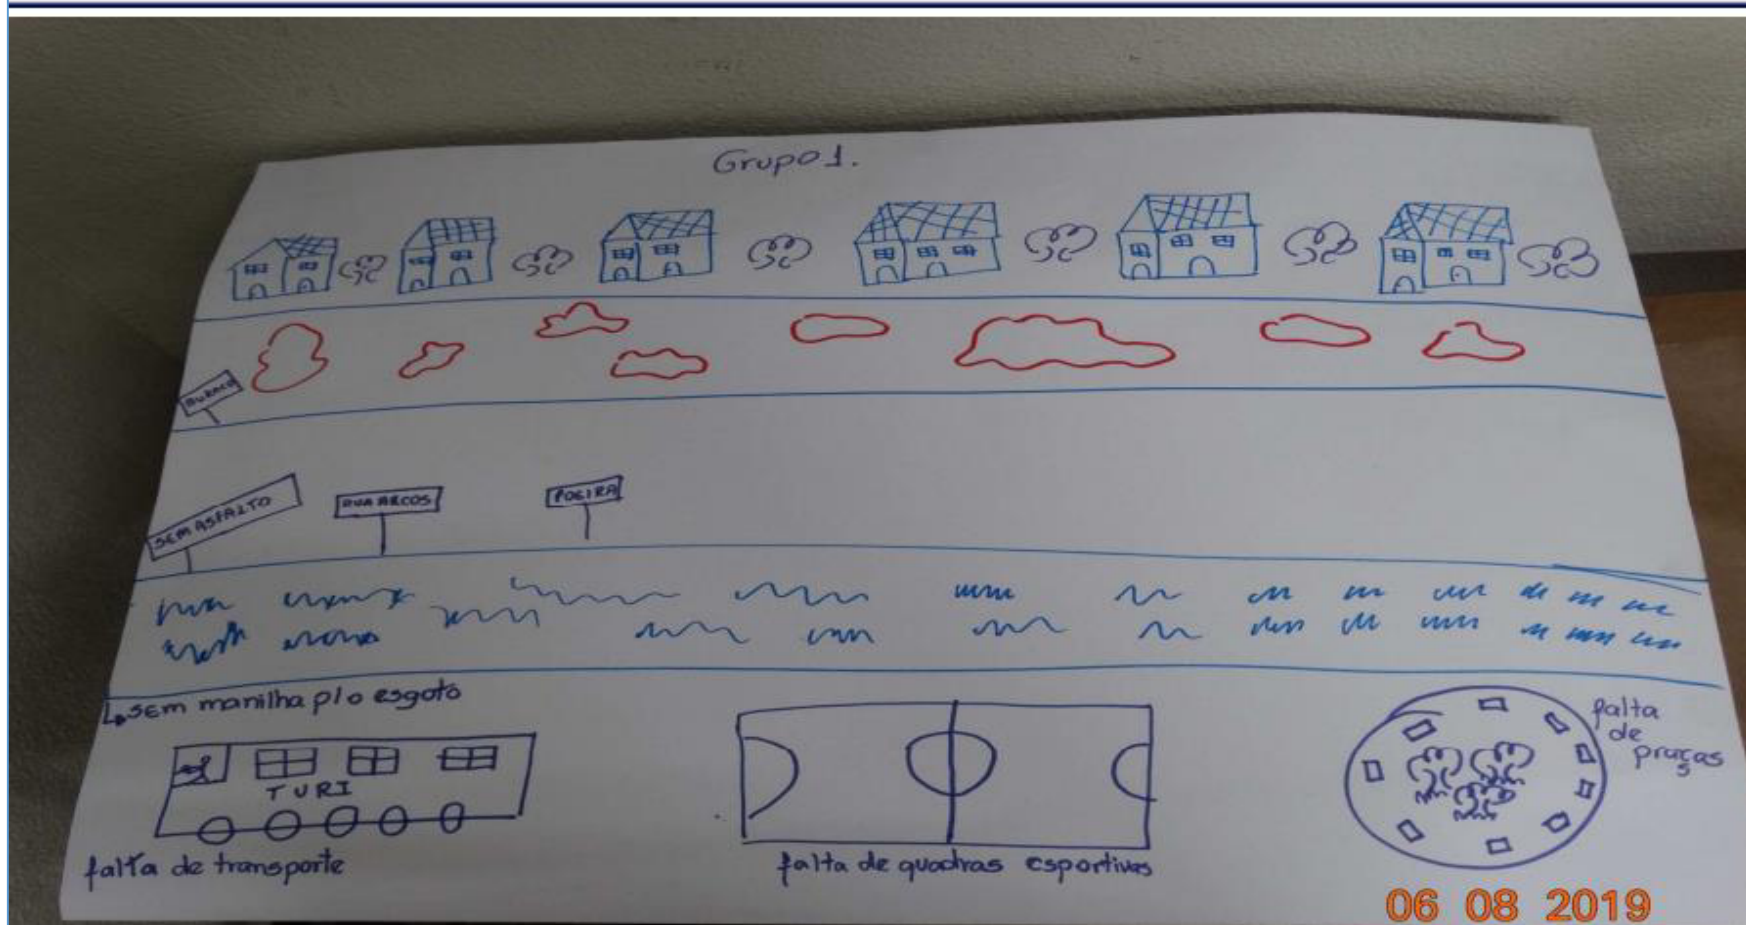 Grupo 1.
BURACO
SEM ASFALTO
RUA ARCOS
POEIRA
sem manilha p/o esgoto
TURI
falta de transporte
falta de quadras esportivas
falta
de
praças
06 08 2019